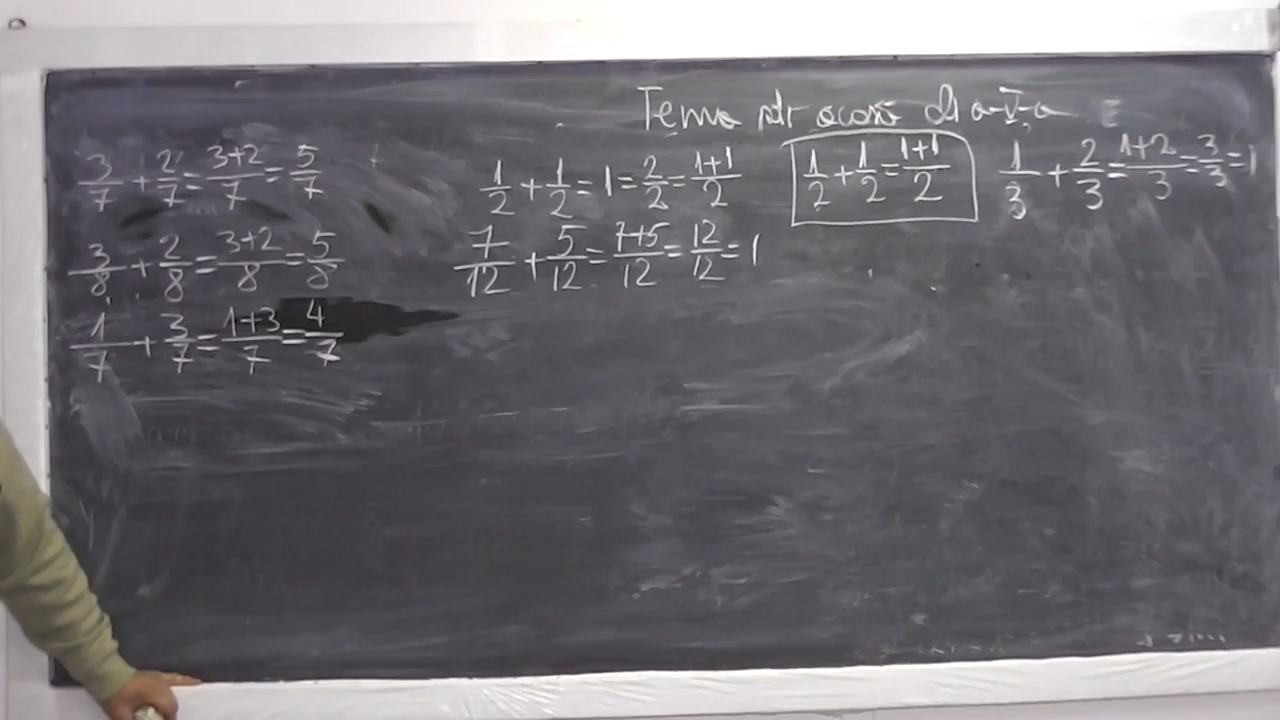 Tema ptr acasă cl a-V-a
3/7 + 2/7 = 3+2/7 = 5/7
3/8 + 2/8 = 3+2/8 = 5/8
1/7 + 3/7 = 1+3/7 = 4/7
1/2 + 1/2 = 1 = 2/2 = 1+1/2
7/12 + 5/12 = 7+5/12 = 12/12 = 1
1/2 + 1/2 = 1+1/2
1/3 + 2/3 = 1+2/3 = 3/3 = 1